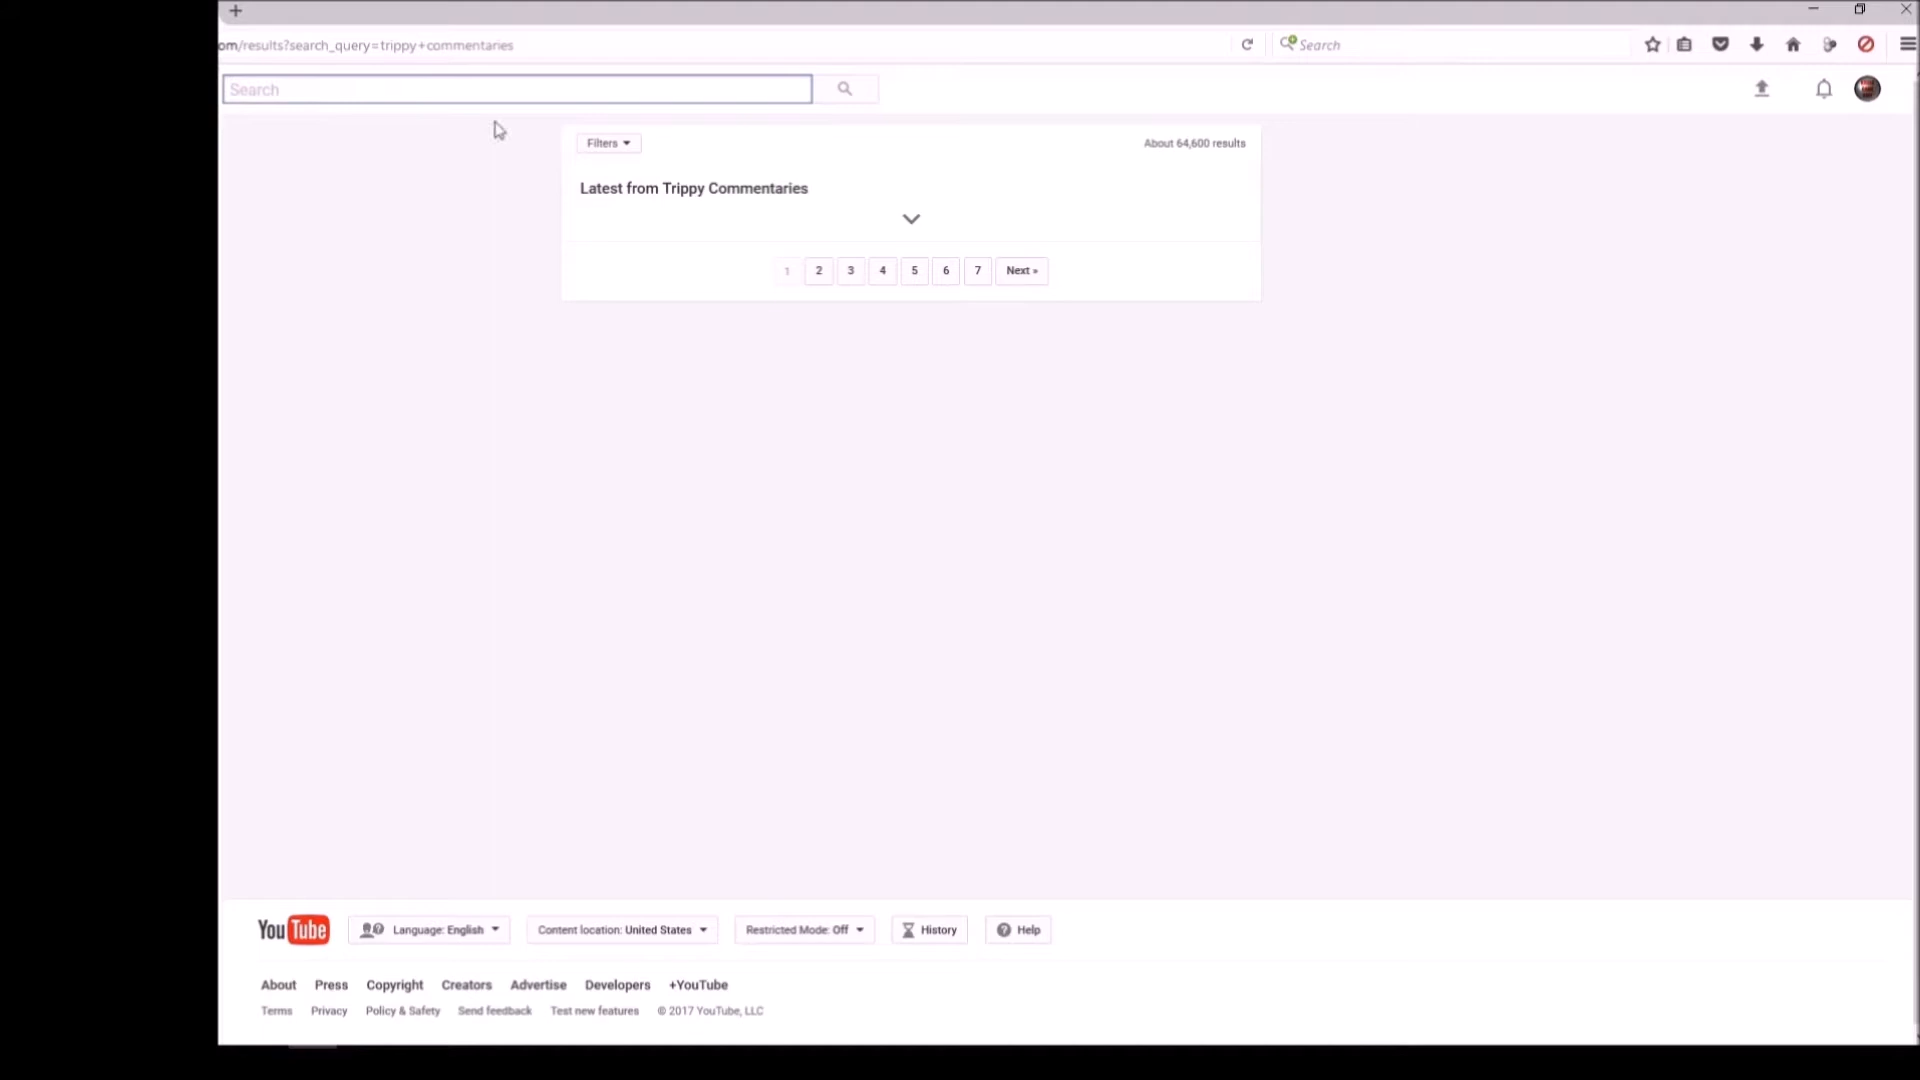 om/results?search_query=trippy+commentaries
Search
Search
Filters
About 64,600 results
Latest from Trippy Commentaries
1 2 3 4 5 6 7 Next »
YouTube
Language: English
Content location: United States
Restricted Mode: Off
History
Help
About Press Copyright Creators Advertise Developers +YouTube
Terms Privacy Policy & Safety Send feedback Test new features © 2017 YouTube, LLC